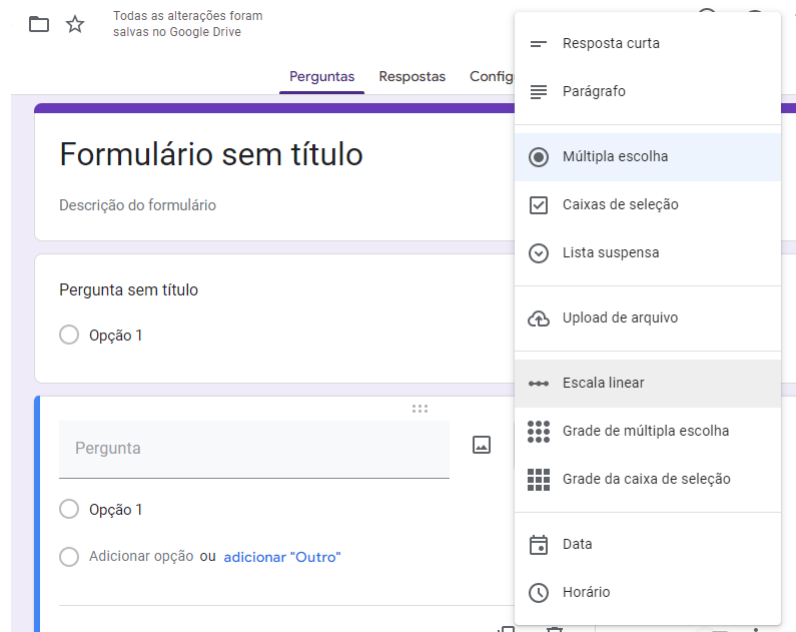 Todas as alterações foram
salvas no Google Drive
Perguntas Respostas Config
Formulário sem título
Descrição do formulário
Pergunta sem título
Opção 1
Pergunta
Opção 1
Adicionar opção ou adicionar "Outro"
Resposta curta
Parágrafo
Múltipla escolha
Caixas de seleção
Lista suspensa
Upload de arquivo
Escala linear
Grade de múltipla escolha
Grade da caixa de seleção
Data
Horário